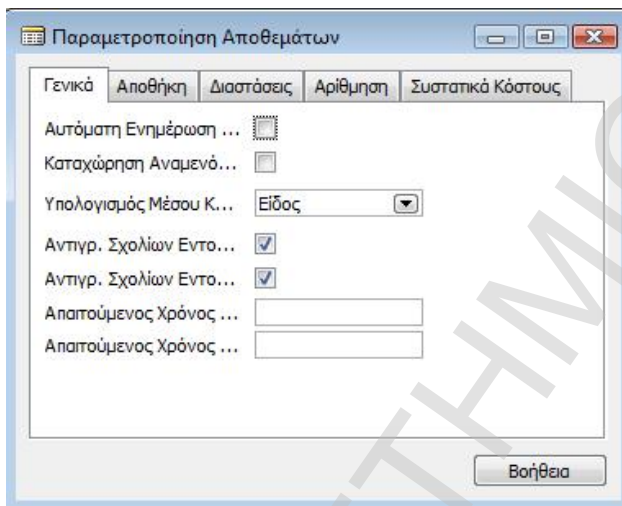 Παραμετροποίηση Αποθεμάτων
Γενικά Αποθήκη Διαστάσεις Αρίθμηση Συστατικά Κόστους
Αυτόματη Ενημέρωση ...
Καταχώρηση Αναμενό...
Υπολογισμός Μέσου Κ... Είδος
Αντιγρ. Σχολίων Εντο...
Αντιγρ. Σχολίων Εντο...
Απαιτούμενος Χρόνος ...
Απαιτούμενος Χρόνος ...
Βοήθεια